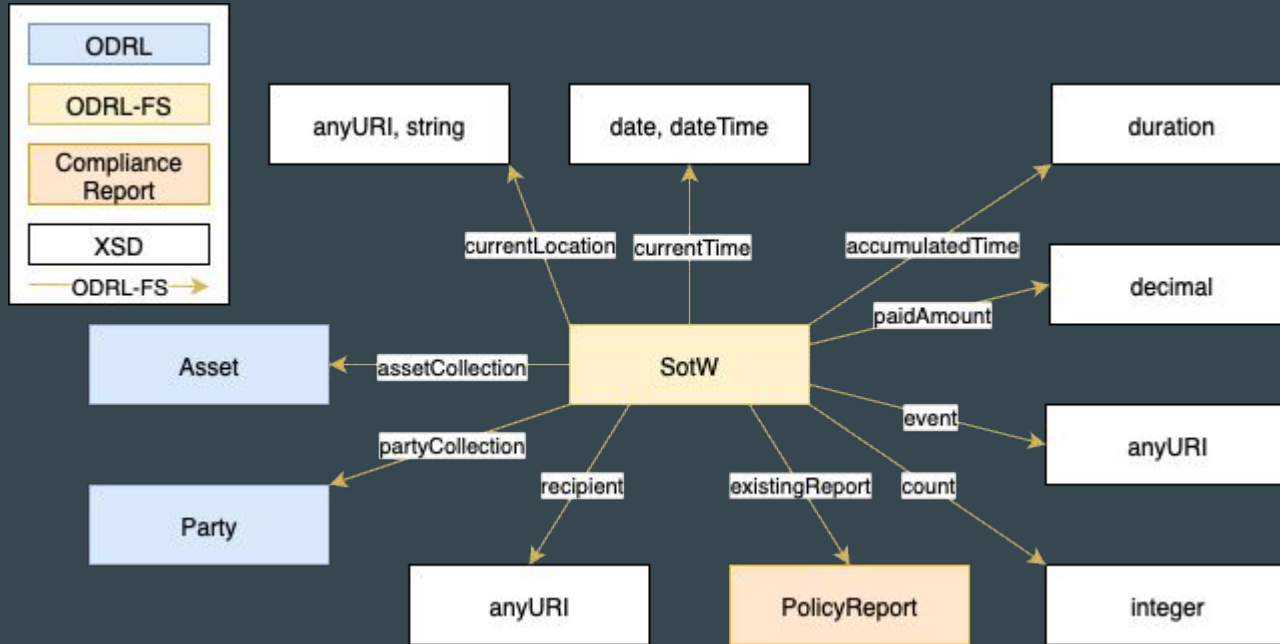 ODRL
ODRL-FS
Compliance
Report
XSD
ODRL-FS
anyURI, string
date, dateTime
duration
currentLocation
currentTime
accumulatedTime
decimal
paidAmount
Asset
assetCollection
SotW
event
anyURI
partyCollection
recipient
existingReport
count
Party
anyURI
PolicyReport
integer